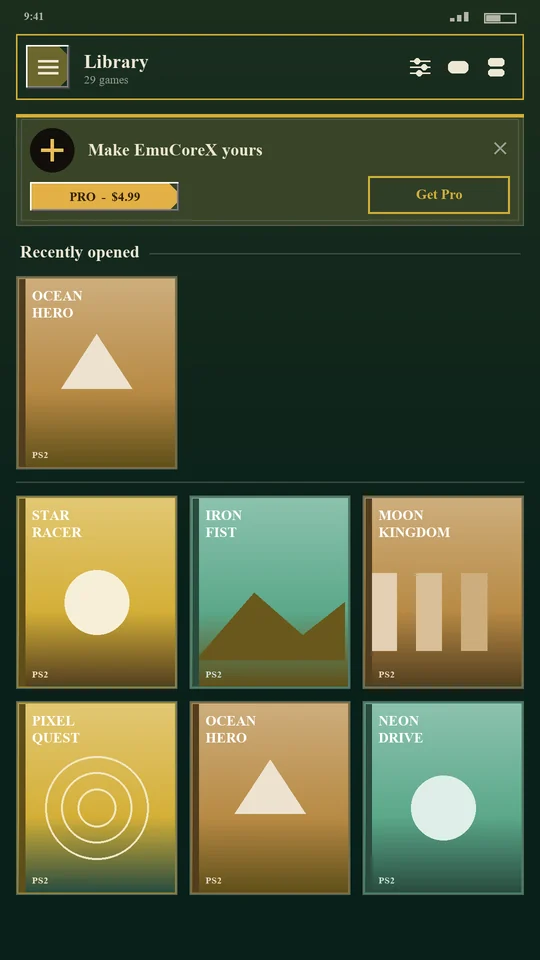 9:41
Library
29 games
Make EmuCoreX yours
PRO - $4.99
Get Pro
Recently opened
OCEAN
HERO
PS2
STAR
RACER
PS2
IRON
FIST
PS2
MOON
KINGDOM
PS2
PIXEL
QUEST
PS2
OCEAN
HERO
PS2
NEON
DRIVE
PS2